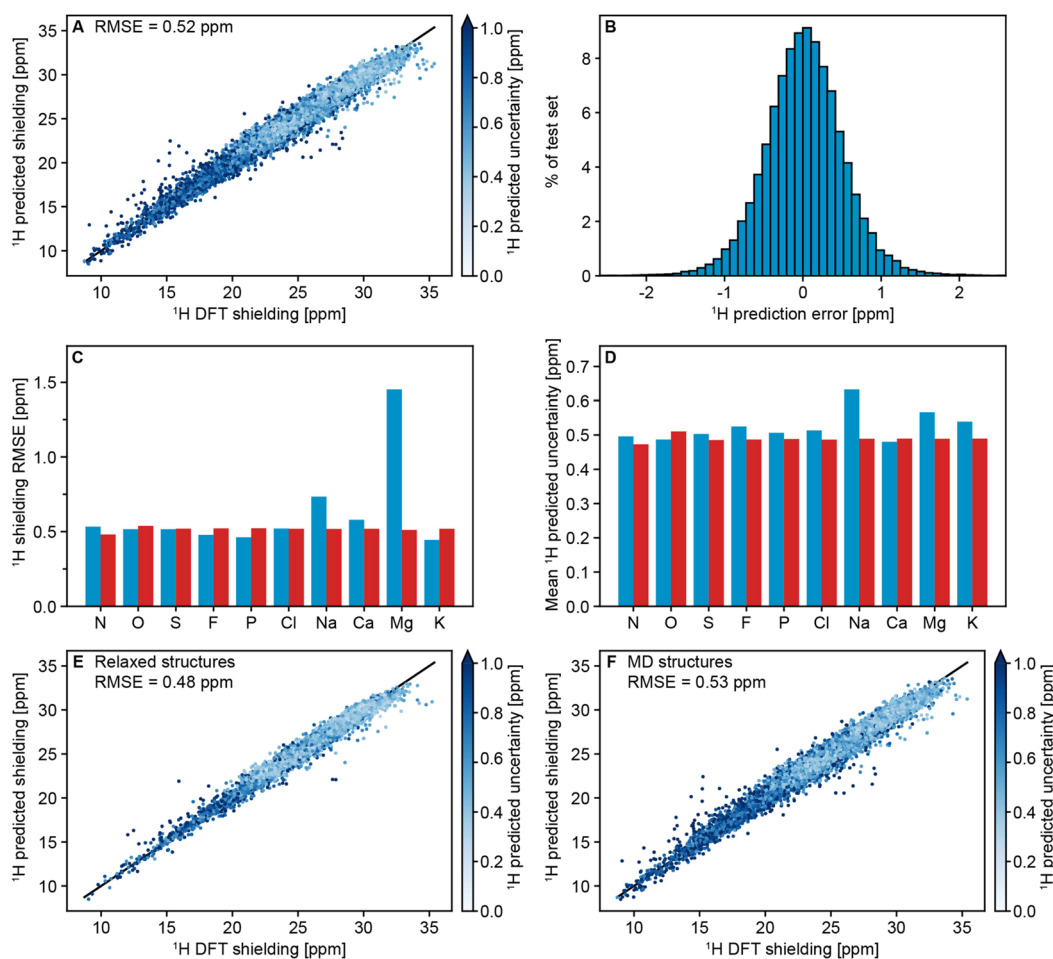 A RMSE = 0.52 ppm
¹H predicted shielding [ppm]
35
30
25
20
15
10
10 15 20 25 30 35
¹H DFT shielding [ppm]
1.0
0.8
0.6
0.4
0.2
0.0
¹H predicted uncertainty [ppm]
B
% of test set
8
6
4
2
0
-2 -1 0 1 2
¹H prediction error [ppm]
C
¹H shielding RMSE [ppm]
1.5
1.0
0.5
0.0
N O S F P Cl Na Ca Mg K
D
Mean ¹H predicted uncertainty [ppm]
0.7
0.6
0.5
0.4
0.3
0.2
0.1
0.0
N O S F P Cl Na Ca Mg K
E Relaxed structures
RMSE = 0.48 ppm
¹H predicted shielding [ppm]
35
30
25
20
15
10
10 15 20 25 30 35
¹H DFT shielding [ppm]
1.0
0.8
0.6
0.4
0.2
0.0
¹H predicted uncertainty [ppm]
F MD structures
RMSE = 0.53 ppm
¹H predicted shielding [ppm]
35
30
25
20
15
10
10 15 20 25 30 35
¹H DFT shielding [ppm]
1.0
0.8
0.6
0.4
0.2
0.0
¹H predicted uncertainty [ppm]